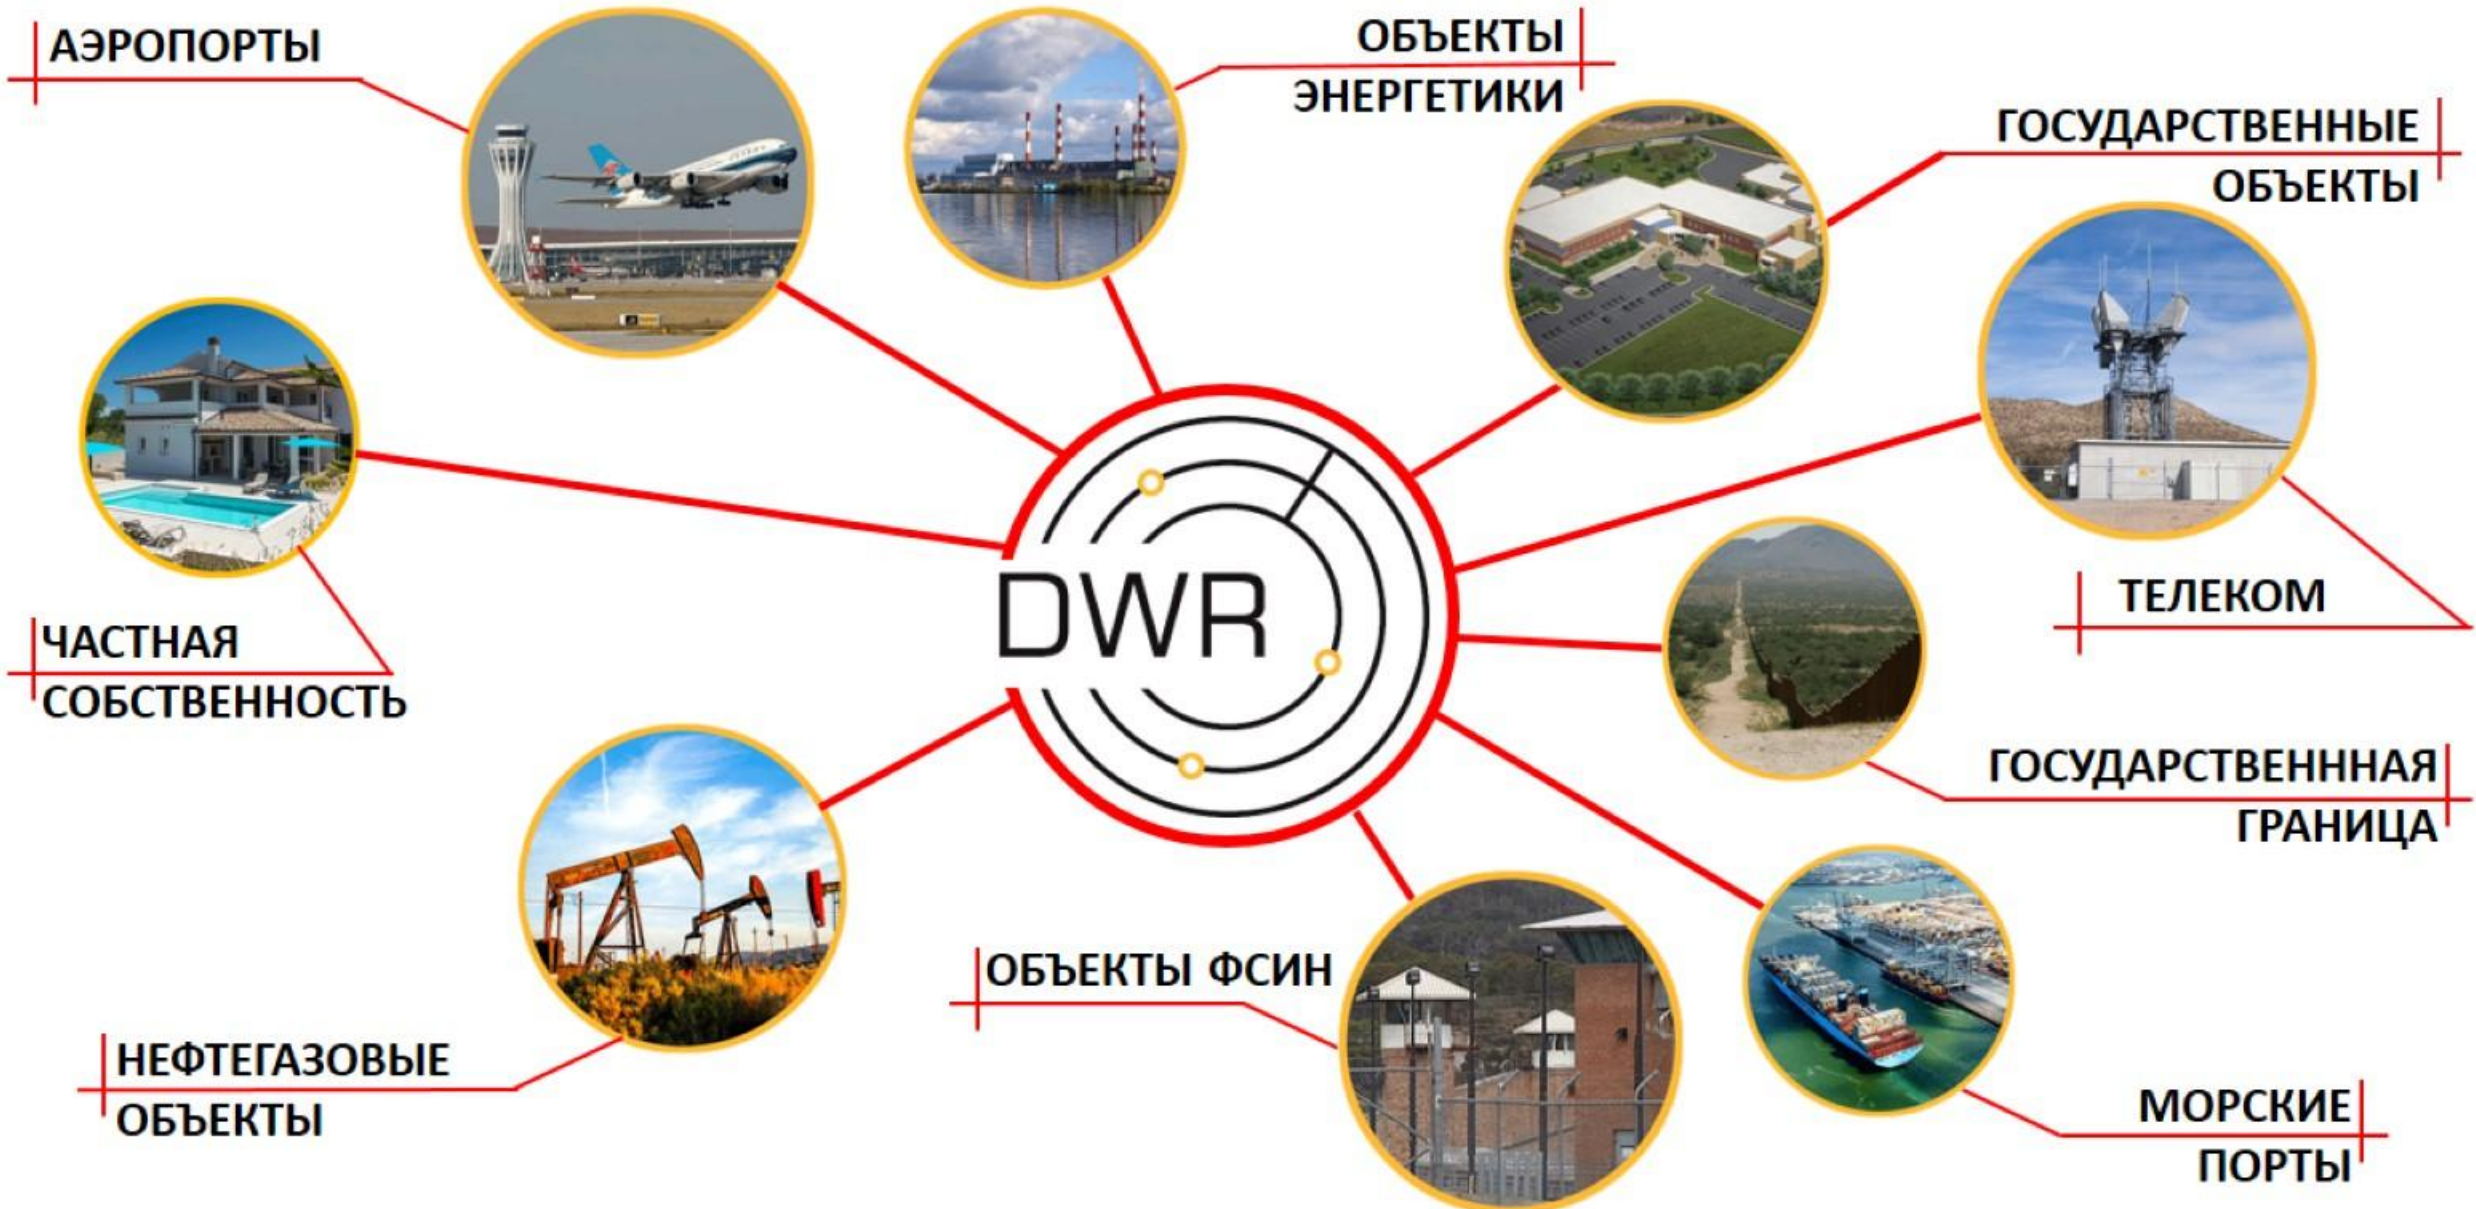 АЭРОПОРТЫ
ОБЪЕКТЫ
ЭНЕРГЕТИКИ
ГОСУДАРСТВЕННЫЕ
ОБЪЕКТЫ
ТЕЛЕКОМ
ЧАСТНАЯ
СОБСТВЕННОСТЬ
DWR
ГОСУДАРСТВЕНННАЯ
ГРАНИЦА
ОБЪЕКТЫ ФСИН
НЕФТЕГАЗОВЫЕ
ОБЪЕКТЫ
МОРСКИЕ
ПОРТЫ